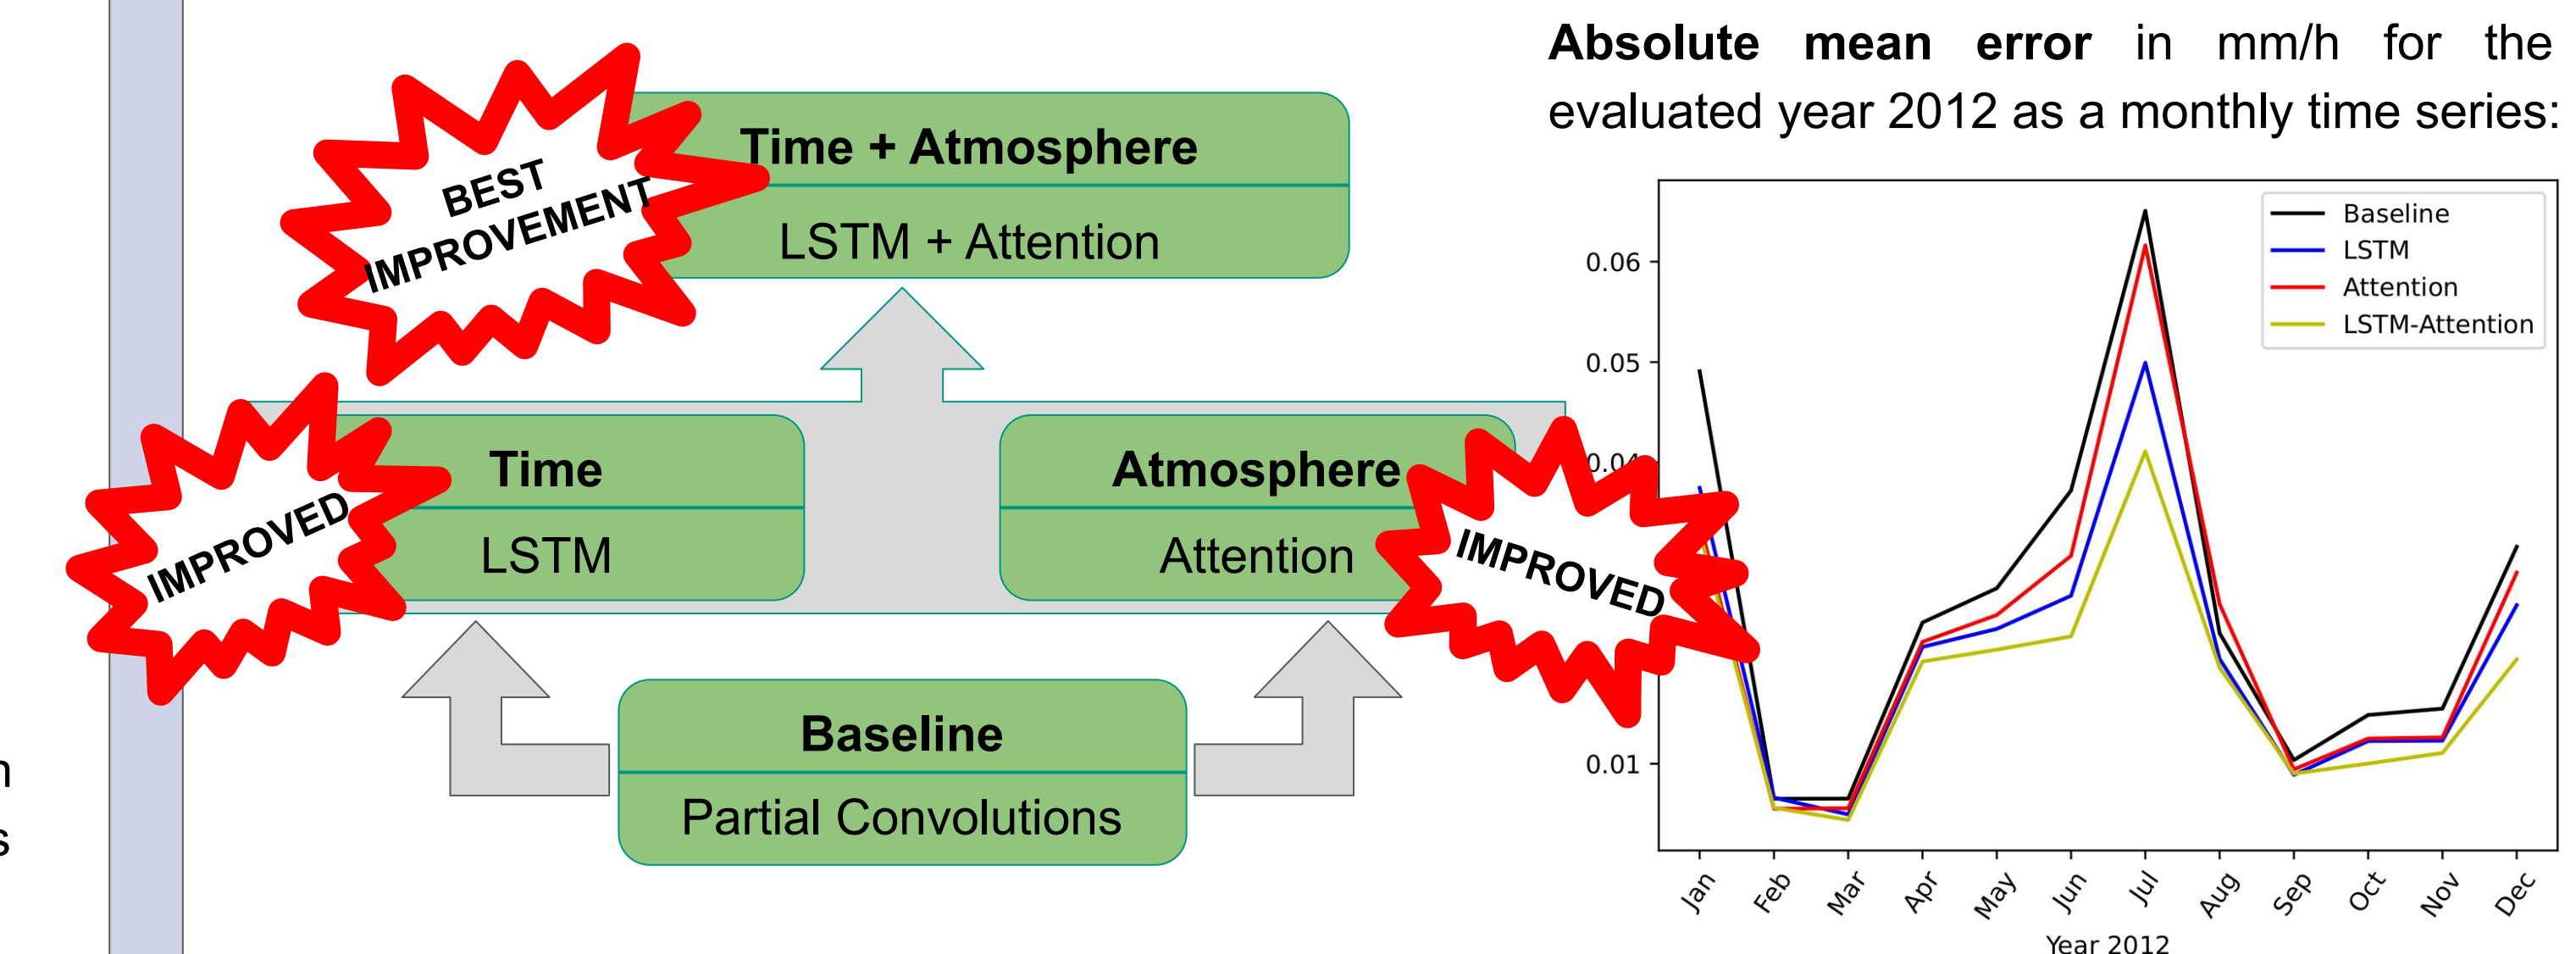 BEST
IMPROVEMENT
Time + Atmosphere
LSTM + Attention
IMPROVED
Time
LSTM
Atmosphere
Attention
IMPROVED
Baseline
Partial Convolutions
Absolute mean error in mm/h for the
evaluated year 2012 as a monthly time series:
Baseline
LSTM
Attention
LSTM-Attention
0.06
0.05
0.01
Jan
Feb
Mar
Apr
May
Jun
Jul
Aug
Sep
Oct
Nov
Dec
Year 2012